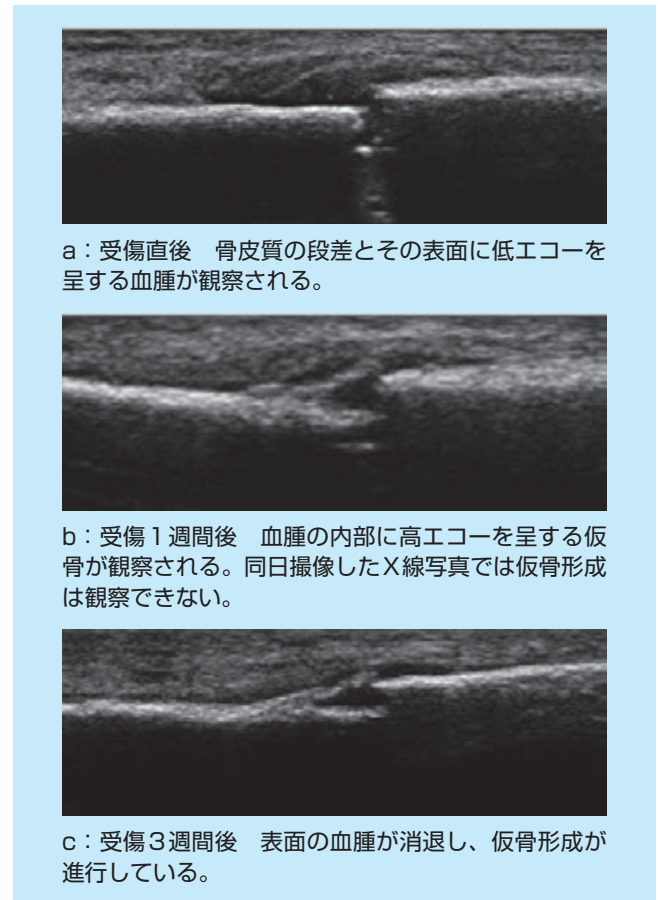 a：受傷直後　骨皮質の段差とその表面に低エコーを
呈する血腫が観察される。
b：受傷1週間後　血腫の内部に高エコーを呈する仮
骨が観察される。同日撮像したX線写真では仮骨形成
は観察できない。
c：受傷3週間後　表面の血腫が消退し、仮骨形成が
進行している。